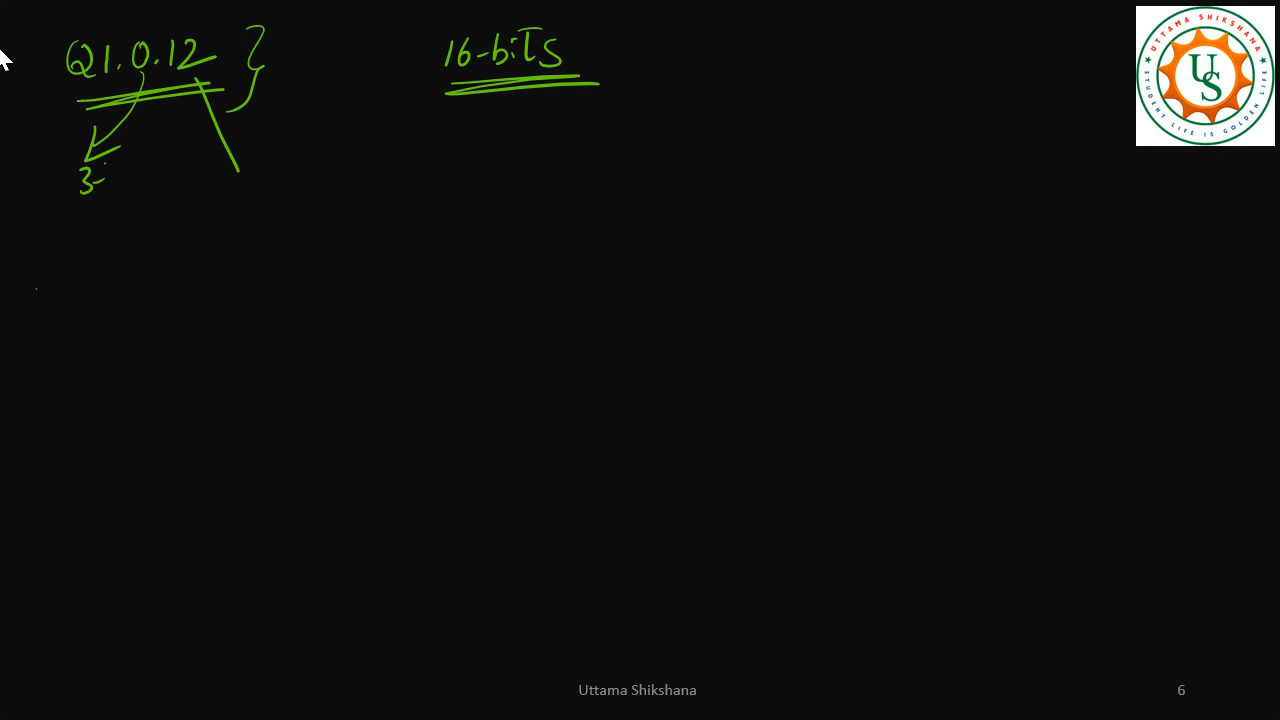 Q1.0.12
16-bits
3-
UTTAMA SHIKSHANA
US
STUDENT LIFE IS GOLDEN LIFE
Uttama Shikshana
6